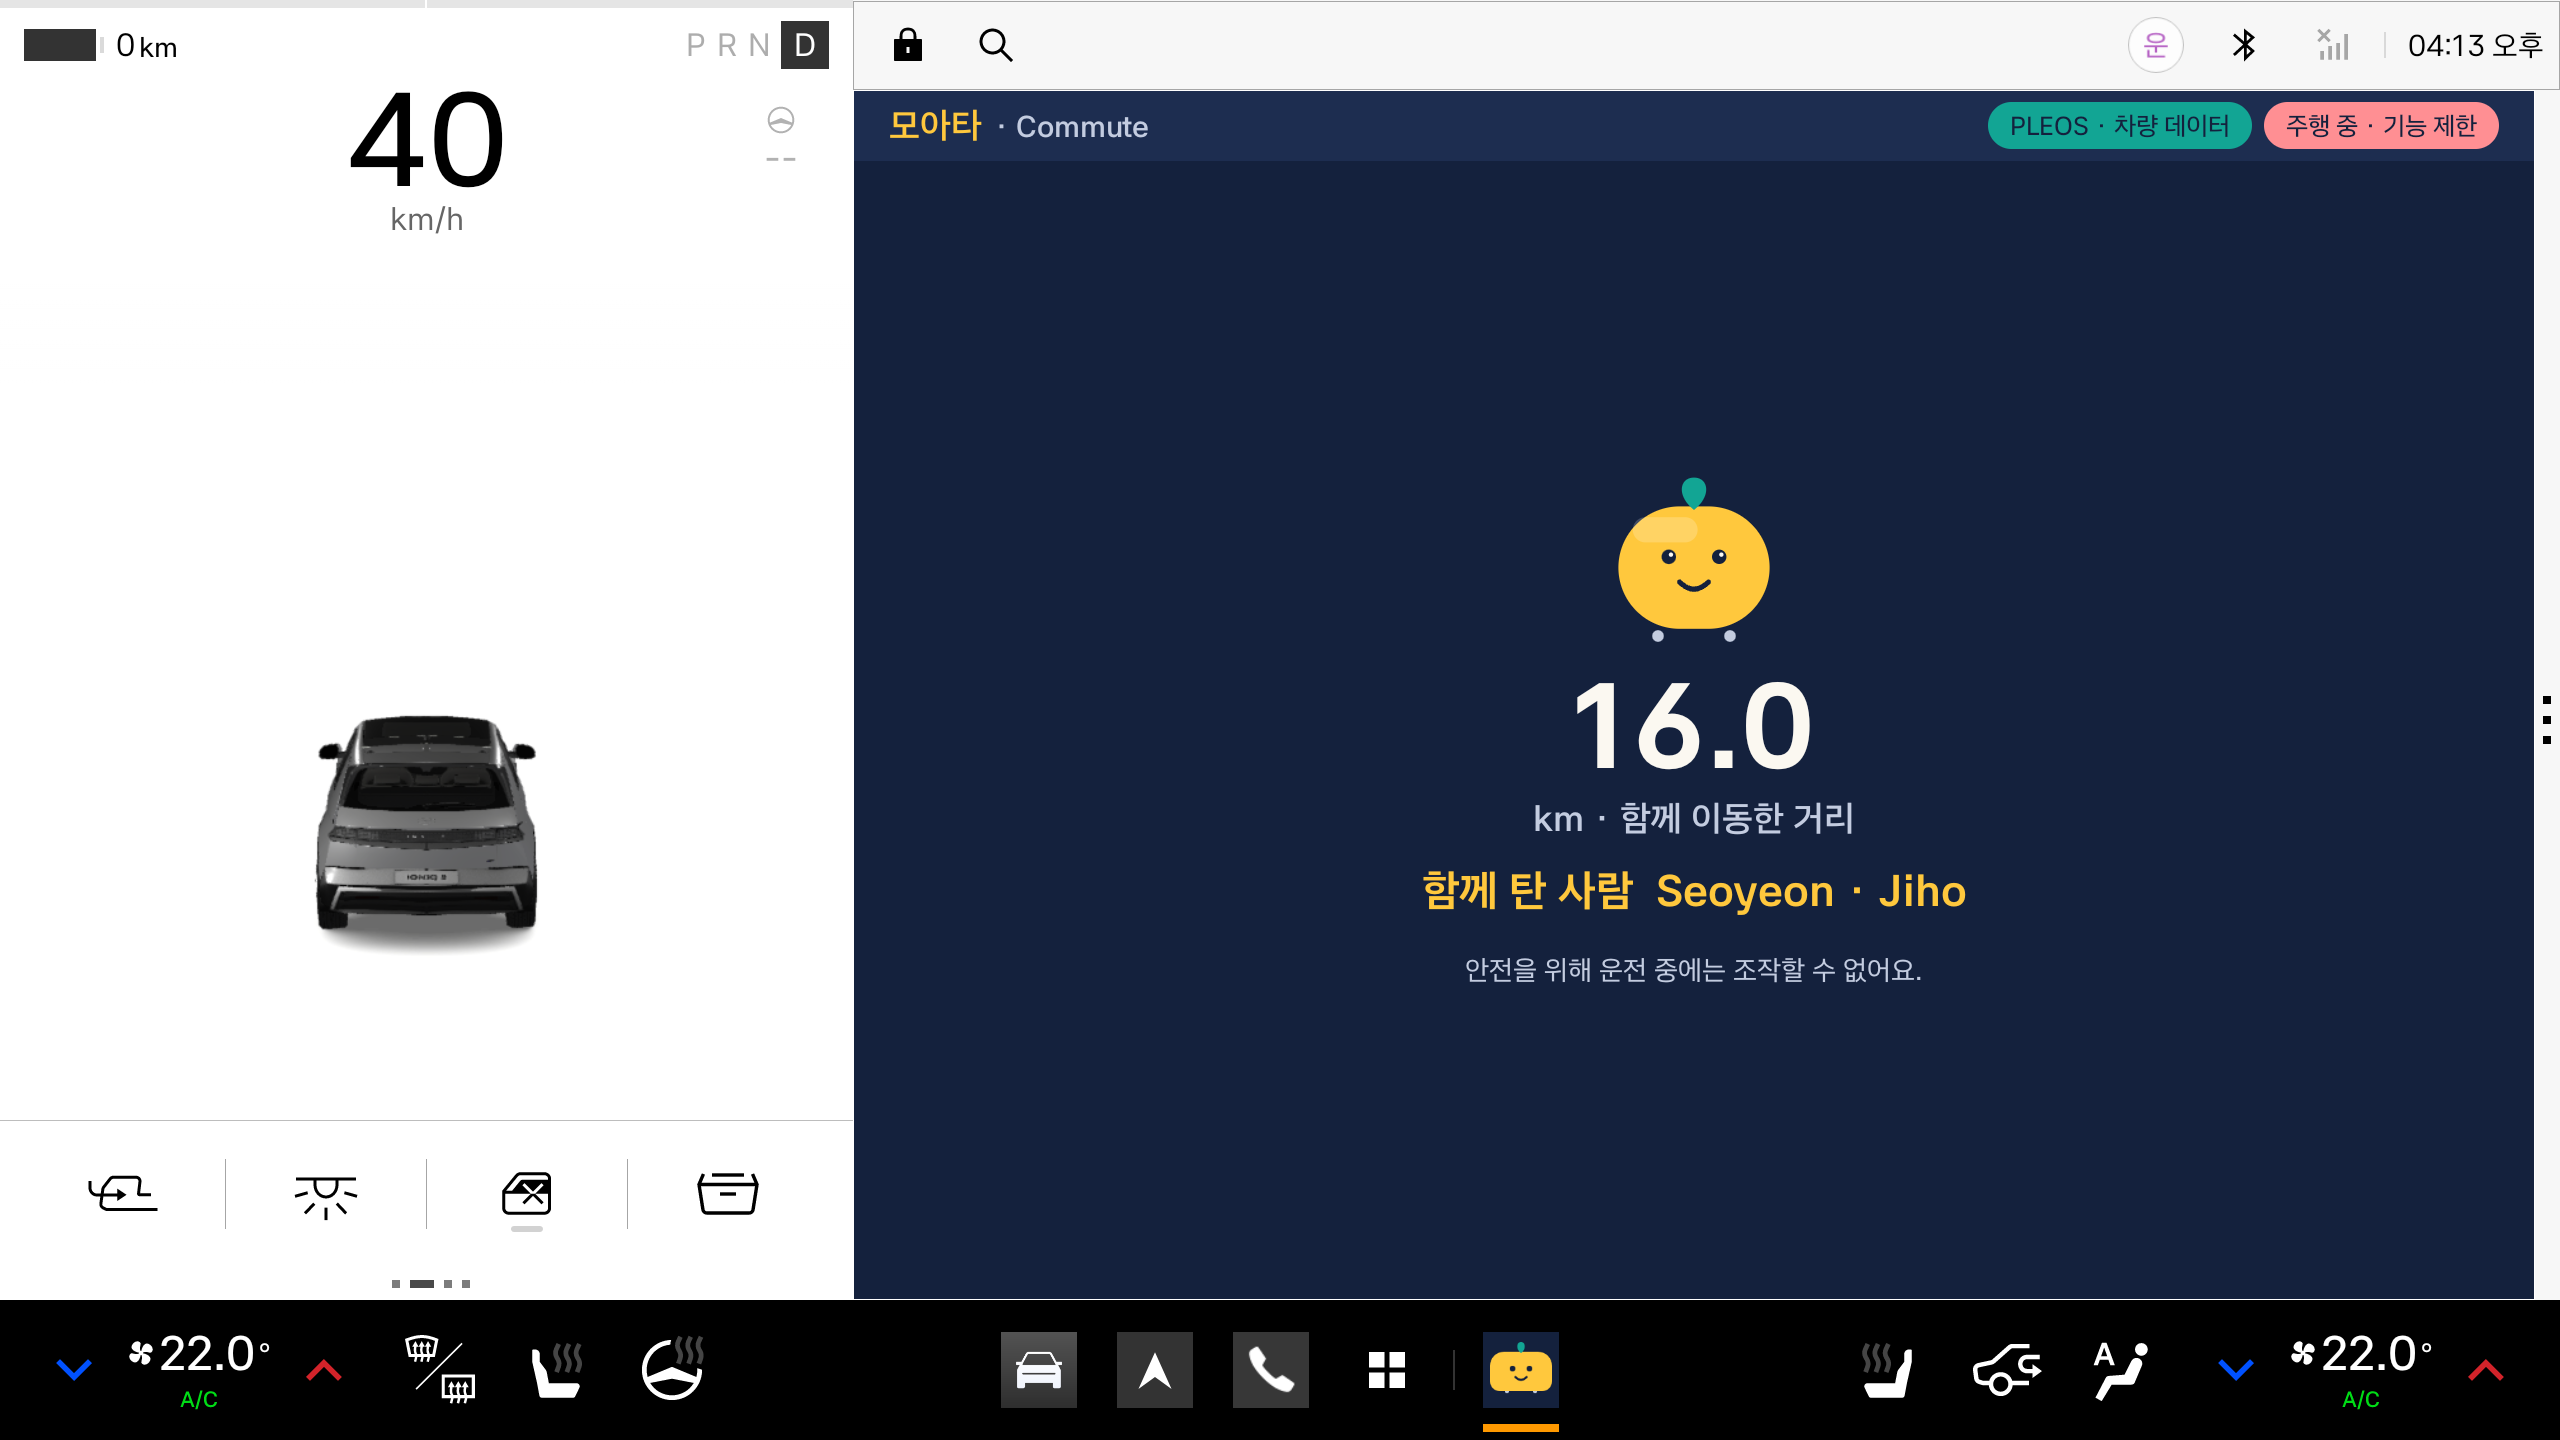 0 km
P R N D
40
km/h
--
운
04:13 오후
모아타 · Commute
PLEOS · 차량 데이터
주행 중 · 기능 제한
16.0
km · 함께 이동한 거리
함께 탄 사람 Seoyeon · Jiho
안전을 위해 운전 중에는 조작할 수 없어요.
22.0°
A/C
A
22.0°
A/C